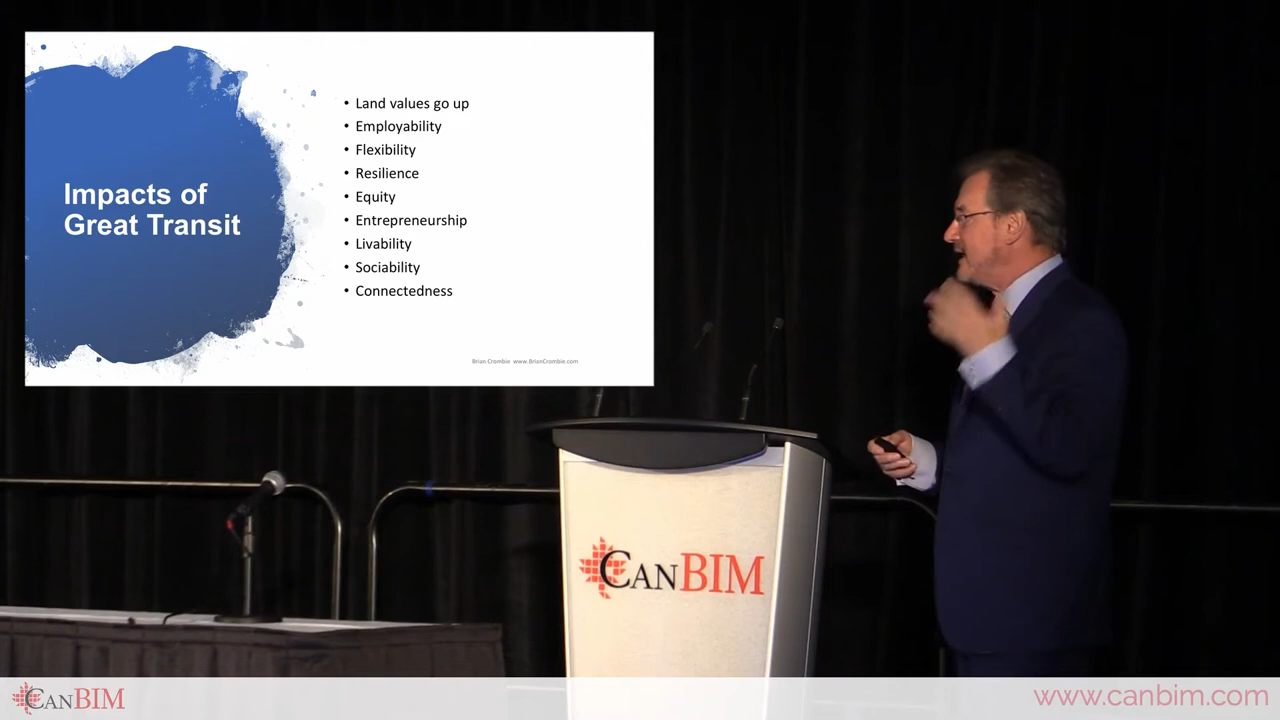 Impacts of
Great Transit
• Land values go up
• Employability
• Flexibility
• Resilience
• Equity
• Entrepreneurship
• Livability
• Sociability
• Connectedness
Brian Crombie www.BrianCrombie.com
CANBIM
CANBIM
www.canbim.com